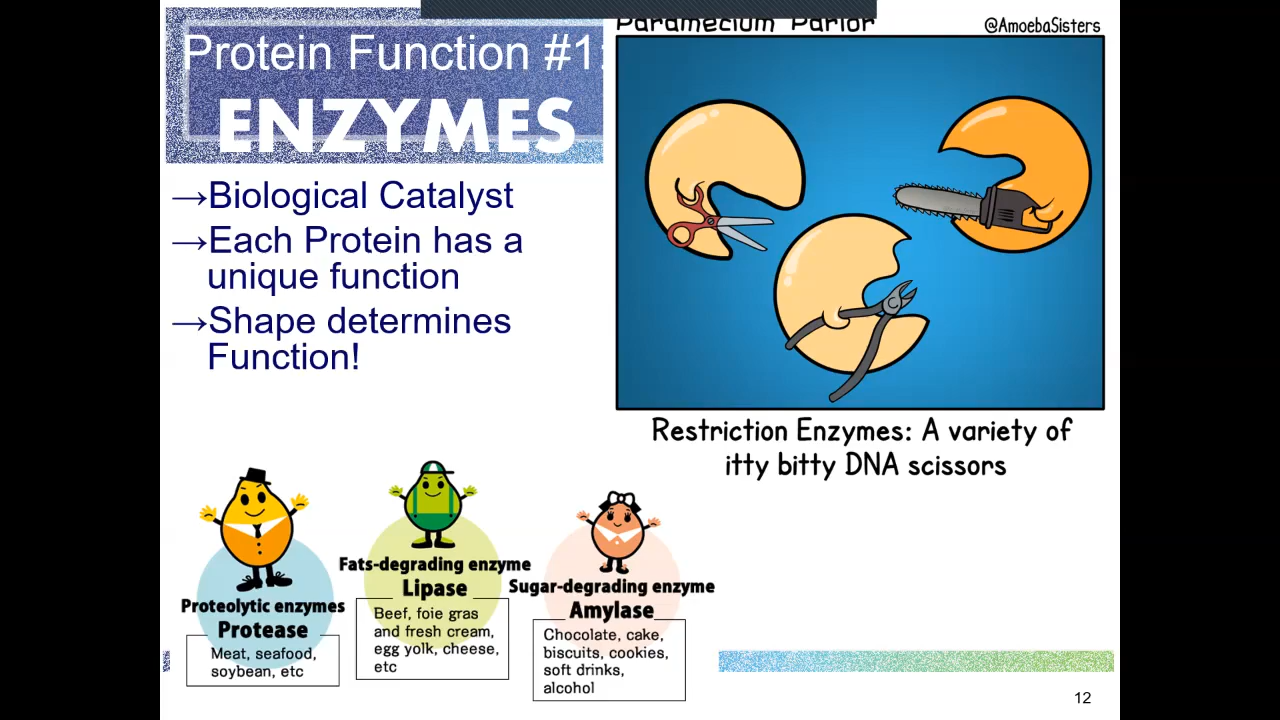 Protein Function #1:
ENZYMES
→Biological Catalyst
→Each Protein has a
unique function
→Shape determines
Function!
Paramecium Parlor
@AmoebaSisters
Restriction Enzymes: A variety of
itty bitty DNA scissors
Proteolytic enzymes
Protease
Meat, seafood,
soybean, etc
Fats-degrading enzyme
Lipase
Beef, foie gras
and fresh cream,
egg yolk, cheese,
etc
Sugar-degrading enzyme
Amylase
Chocolate, cake,
biscuits, cookies,
soft drinks,
alcohol
12